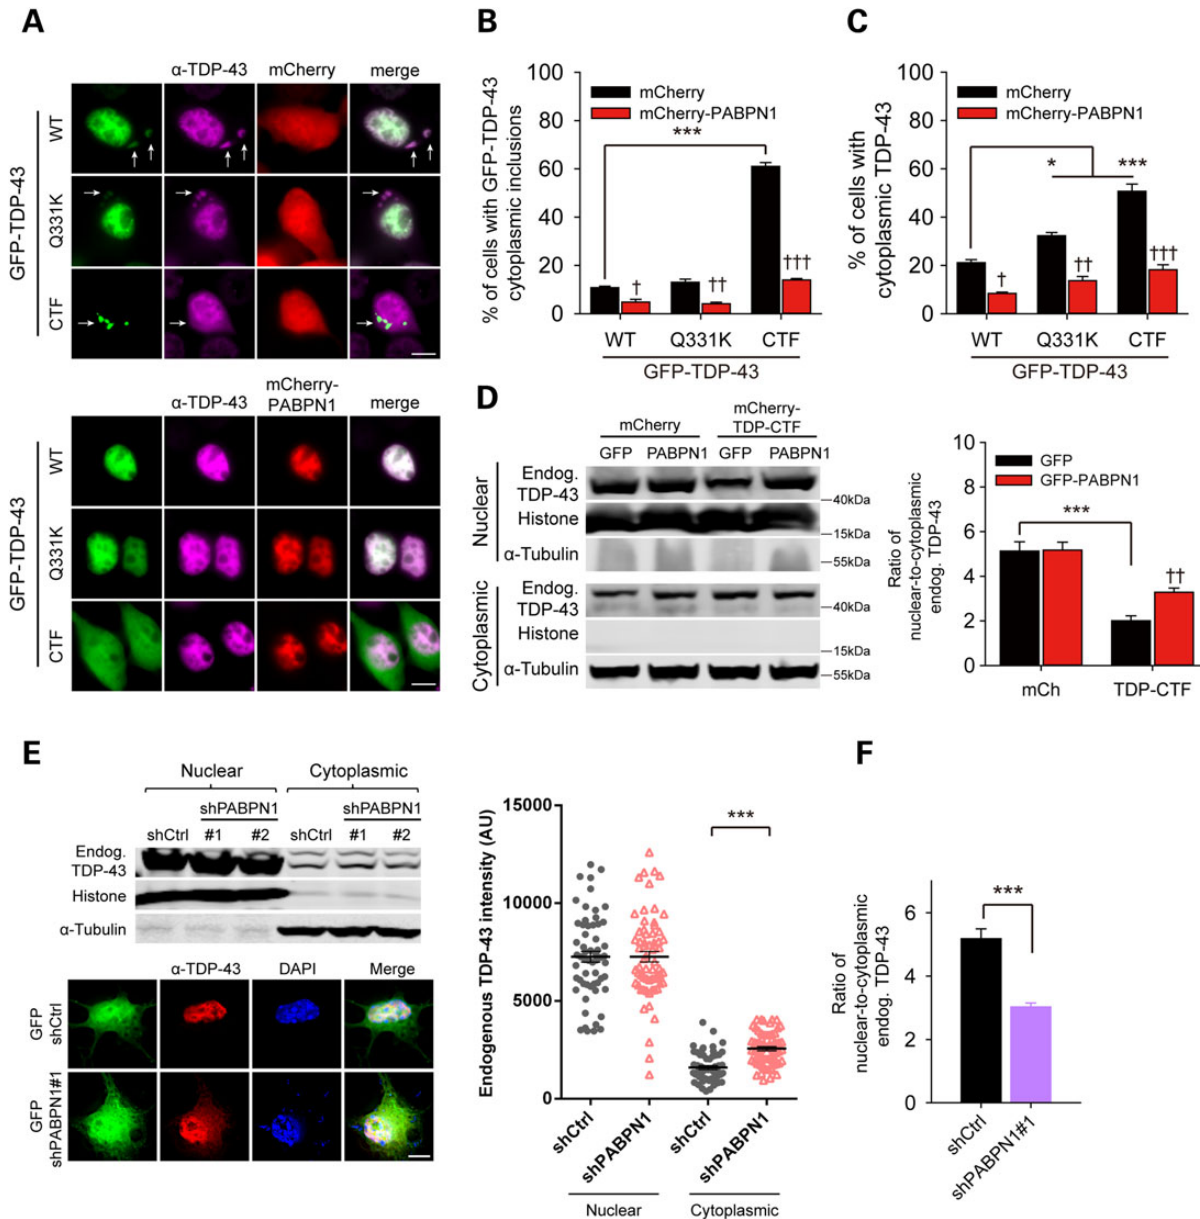 A
α-TDP-43 mCherry merge
GFP-TDP-43
WT
Q331K
CTF
α-TDP-43 mCherry-
PABPN1 merge
GFP-TDP-43
WT
Q331K
CTF
B
% of cells with GFP-TDP-43
cytoplasmic inclusions
100
80
60
40
20
0
mCherry
mCherry-PABPN1
***
† †† †††
WT Q331K CTF
GFP-TDP-43
C
% of cells with
cytoplasmic TDP-43
100
80
60
40
20
0
mCherry
mCherry-PABPN1
* ***
† †† †††
WT Q331K CTF
GFP-TDP-43
D
mCherry mCherry-
TDP-CTF
GFP PABPN1 GFP PABPN1
Nuclear
Endog.
TDP-43
—40kDa
Histone
—15kDa
α-Tubulin
—55kDa
Cytoplasmic
Endog.
TDP-43
—40kDa
Histone
—15kDa
α-Tubulin
—55kDa
Ratio of
nuclear-to-cytoplasmic
endog. TDP-43
10
8
6
4
2
0
GFP
GFP-PABPN1
***
††
mCh TDP-CTF
E
Nuclear Cytoplasmic
shPABPN1 shPABPN1
shCtrl #1 #2 shCtrl #1 #2
Endog.
TDP-43
Histone
α-Tubulin
α-TDP-43 DAPI Merge
GFP
shCtrl
GFP
shPABPN1#1
Endogenous TDP-43 intensity (AU)
15000
10000
5000
0
***
shCtrl shPABPN1 shCtrl shPABPN1
Nuclear Cytoplasmic
F
Ratio of
nuclear-to-cytoplasmic
endog. TDP-43
6
4
2
0
***
shCtrl shPABPN1#1